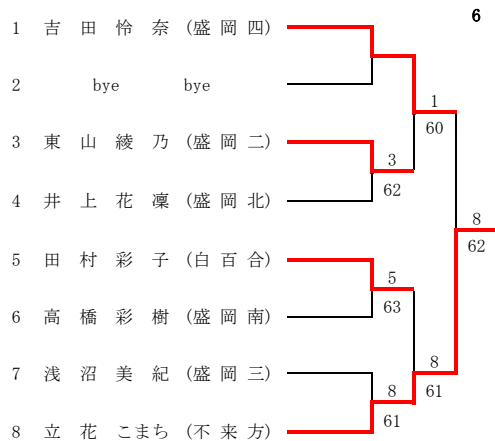 6
1 吉 田 怜 奈 (盛 岡 四)
2 bye bye
1
60
3 東 山 綾 乃 (盛 岡 二)
3
62
4 井 上 花 凜 (盛 岡 北)
8
62
5 田 村 彩 子 (白 百 合)
5
63
6 高 橋 彩 樹 (盛 岡 南)
7 浅 沼 美 紀 (盛 岡 三)
8
61
8
61
8 立 花 こまち (不 来 方)